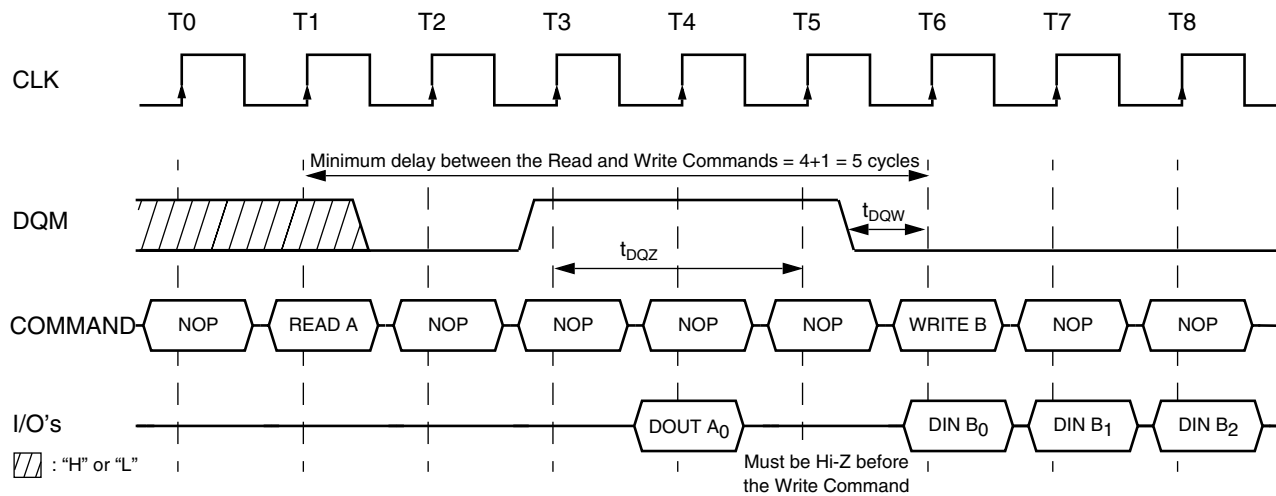 T0 T1 T2 T3 T4 T5 T6 T7 T8
CLK
Minimum delay between the Read and Write Commands = 4+1 = 5 cycles
DQM
tDQW
tDQZ
COMMAND NOP READ A NOP NOP NOP NOP WRITE B NOP NOP
I/O's DOUT A0 DIN B0 DIN B1 DIN B2
: “H” or “L”
Must be Hi-Z before
the Write Command